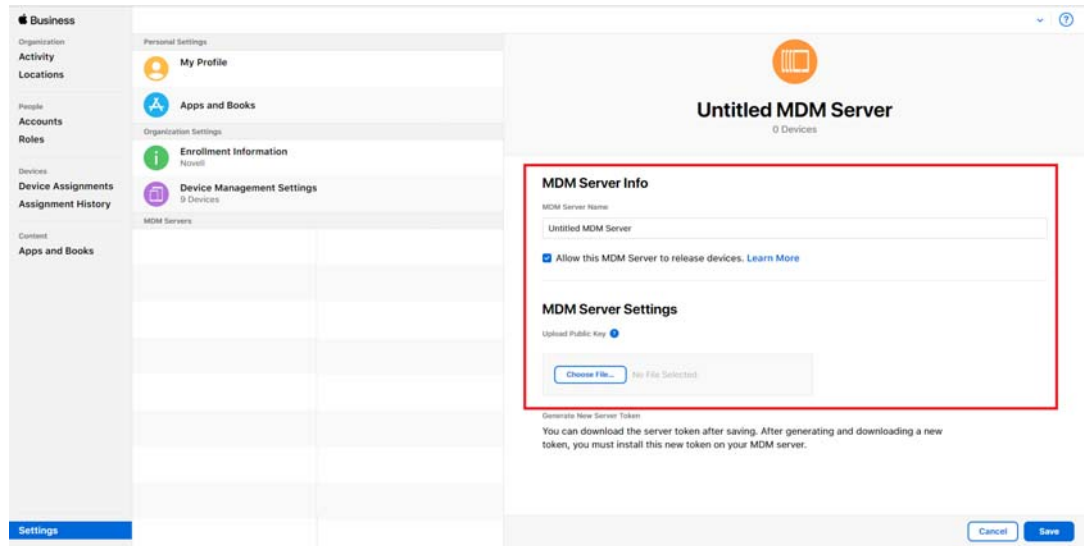 Business
Organization
Activity
Locations
People
Accounts
Roles
Devices
Device Assignments
Assignment History
Content
Apps and Books
Settings
Personal Settings
My Profile
Apps and Books
Organization Settings
Enrollment Information
Novell
Device Management Settings
9 Devices
MDM Servers
Untitled MDM Server
0 Devices
MDM Server Info
MDM Server Name
Untitled MDM Server
Allow this MDM Server to release devices. Learn More
MDM Server Settings
Upload Public Key ?
Choose File... No File Selected
Generate New Server Token
You can download the server token after saving. After generating and downloading a new
token, you must install this new token on your MDM server.
Cancel Save